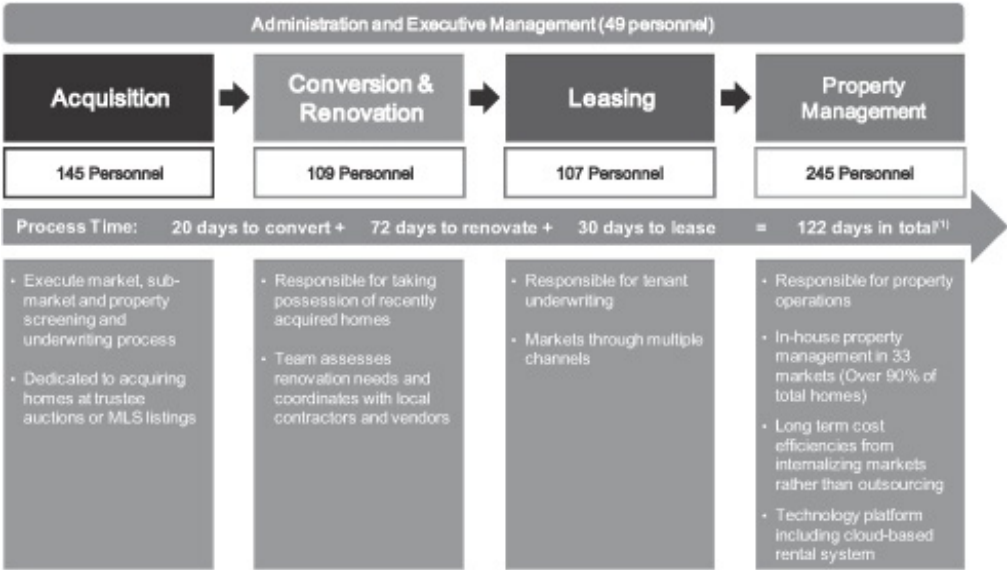 Administration and Executive Management (49 personnel)
Acquisition
145 Personnel
Conversion &
Renovation
109 Personnel
Leasing
107 Personnel
Property
Management
245 Personnel
Process Time: 20 days to convert + 72 days to renovate + 30 days to lease = 122 days in total(1)
• Execute market, sub-
market and property
screening and
underwriting process
• Dedicated to acquiring
homes at trustee
auctions or MLS listings
• Responsible for taking
possession of recently
acquired homes
• Team assesses
renovation needs and
coordinates with local
contractors and vendors
• Responsible for tenant
underwriting
• Markets through multiple
channels
• Responsible for property
operations
• In-house property
management in 33
markets (Over 90% of
total homes)
• Long term cost
efficiencies from
internalizing markets
rather than outsourcing
• Technology platform
including cloud-based
rental system